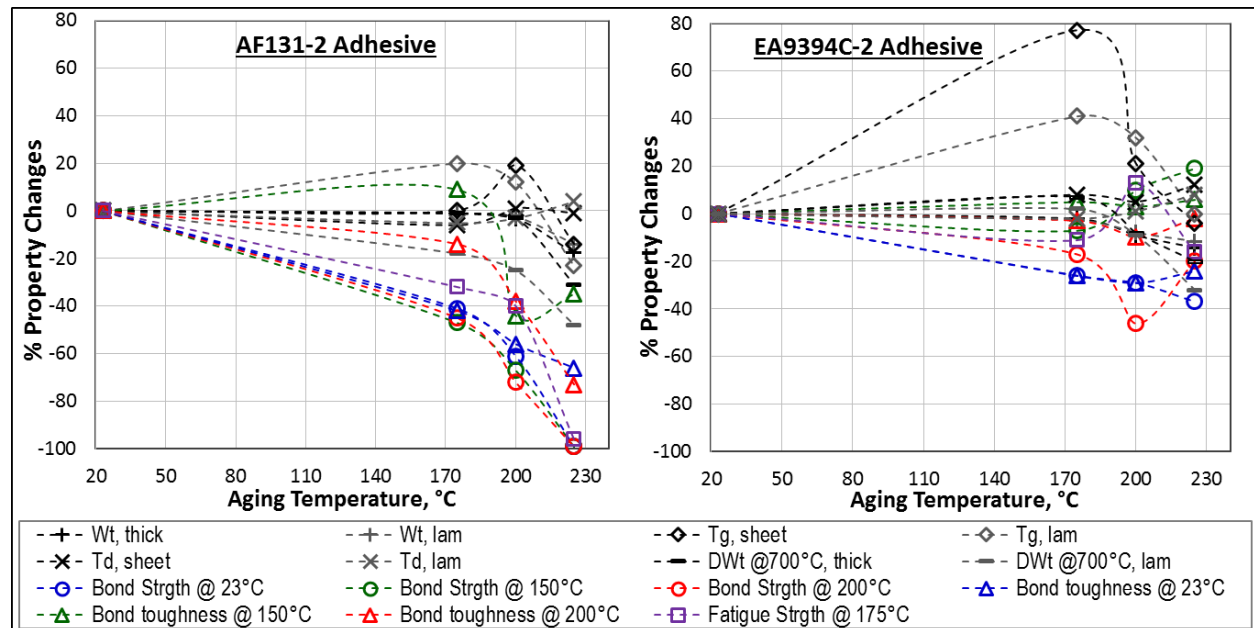 AF131-2 Adhesive
% Property Changes
80
60
40
20
0
-20
-40
-60
-80
-100
20 50 80 110 140 170 200 230
Aging Temperature, °C
EA9394C-2 Adhesive
% Property Changes
80
60
40
20
0
-20
-40
-60
-80
-100
20 50 80 110 140 170 200 230
Aging Temperature, °C
Wt, thick Wt, lam Tg, sheet Tg, lam
Td, sheet Td, lam DWt @700°C, thick DWt @700°C, lam
Bond Strgth @ 23°C Bond Strgth @ 150°C Bond Strgth @ 200°C Bond toughness @ 23°C
Bond toughness @ 150°C Bond toughness @ 200°C Fatigue Strgth @ 175°C